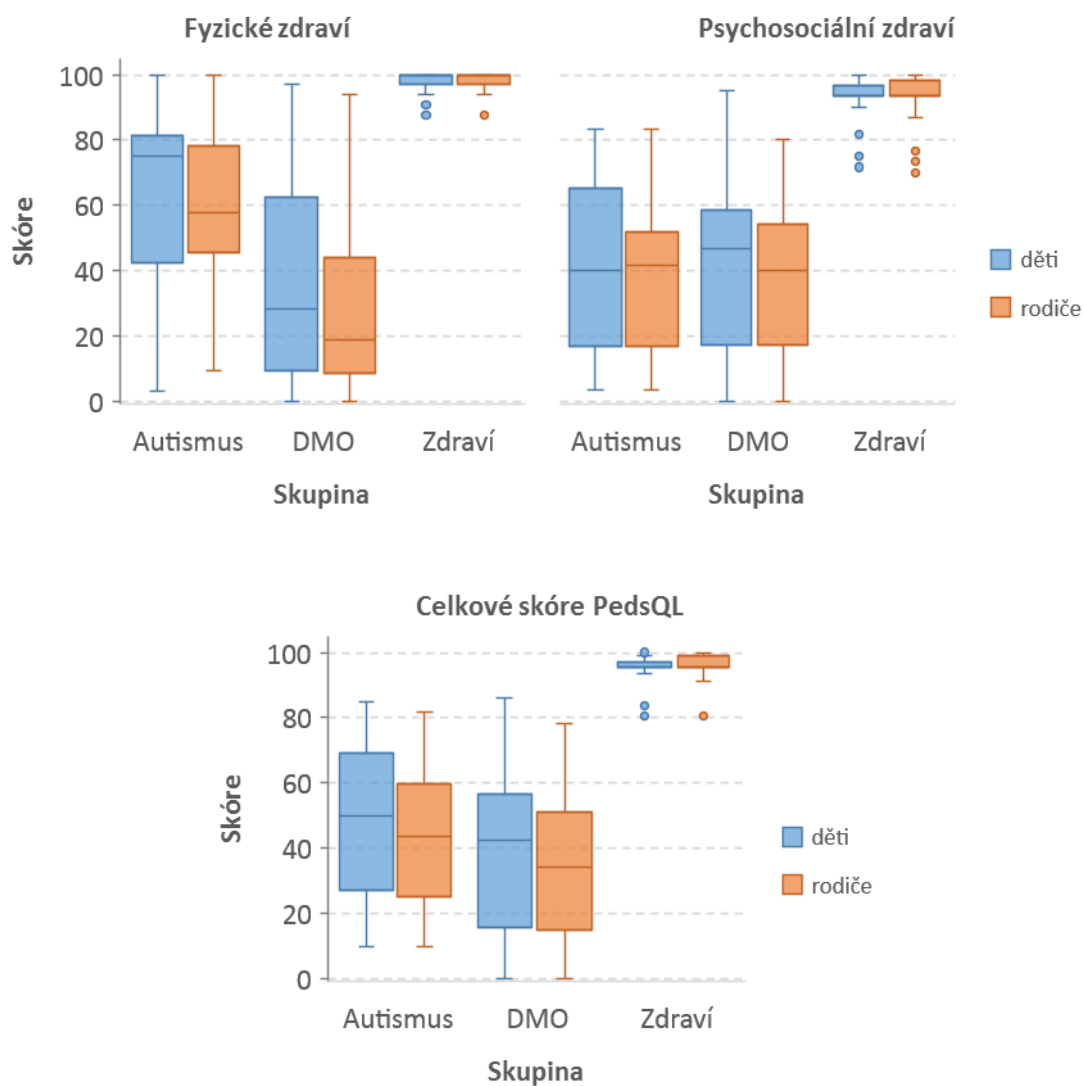 Fyzické zdraví
Psychosociální zdraví
Skóre
100
80
60
40
20
0
Autismus DMO Zdraví
Skupina
Autismus DMO Zdraví
Skupina
děti
rodiče
Celkové skóre PedsQL
Skóre
100
80
60
40
20
0
Autismus DMO Zdraví
Skupina
děti
rodiče